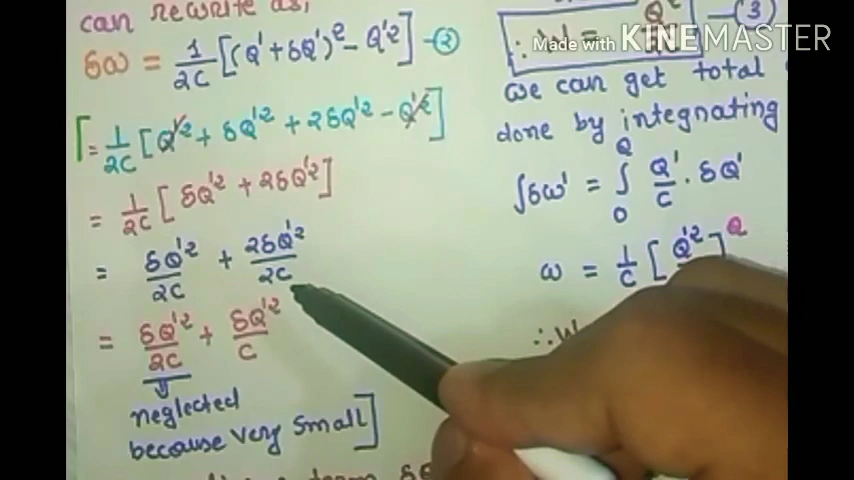 can rewrite as,
δω = 1/2C [(Q' + δQ')² - Q'²] -②
[= 1/2C [Q'² + δQ'² + 2δQ'² - Q'²]
= 1/2C [δQ'² + 2δQ'²]
= δQ'²/2C + 2δQ'²/2C
= δQ'²/2C + δQ'²/C
neglected
because very small]
③
∴ W =
we can get total
done by integnating
∫δω' = ∫₀^Q Q'/C · δQ'
ω = 1/C [Q'²]^Q
∴ W
Made with KINEMASTER